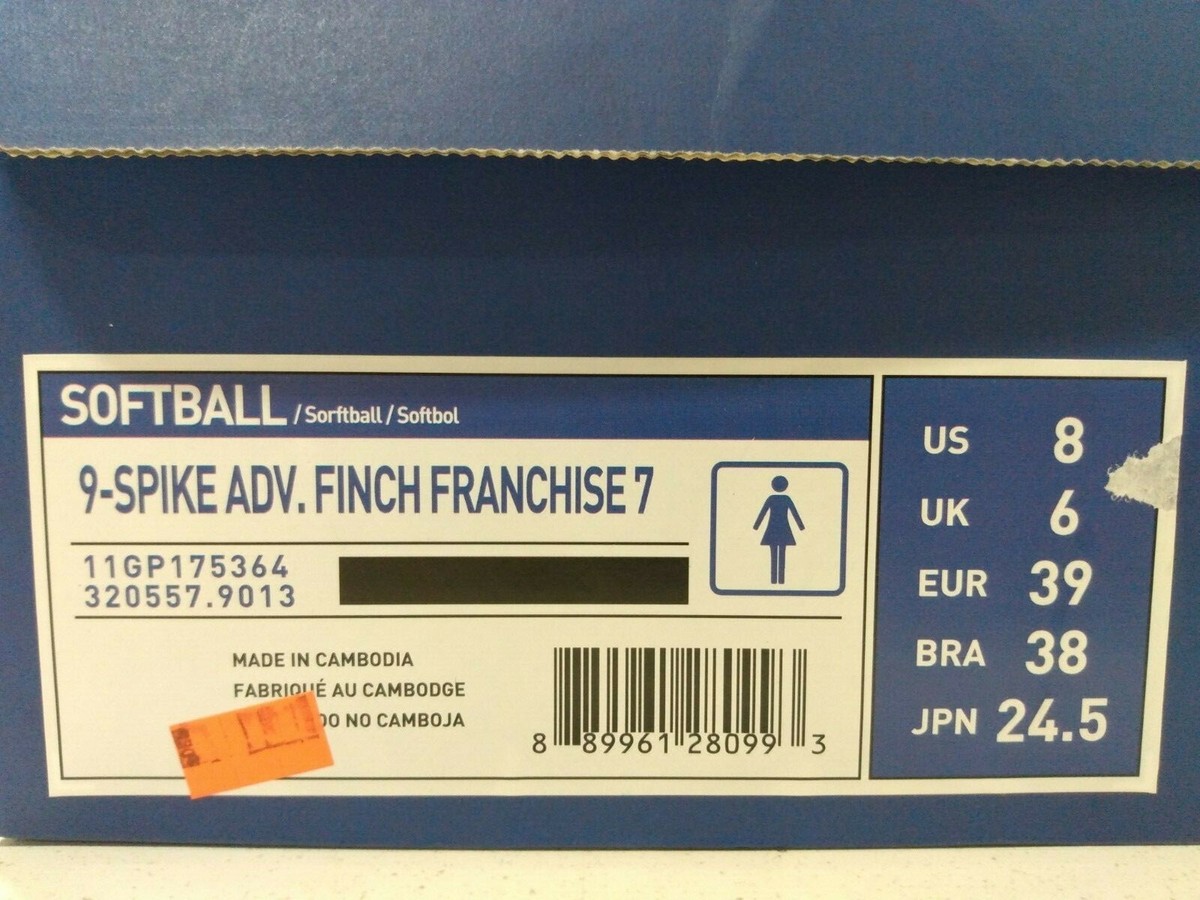 SOFTBALL / Sorftball / Softbol
9-SPIKE ADV. FINCH FRANCHISE 7
11GP175364
320557.9013
MADE IN CAMBODIA
FABRIQUÉ AU CAMBODGE
NO CAMBOJA
8 89961 28099 3
US 8
UK 6
EUR 39
BRA 38
JPN 24.5